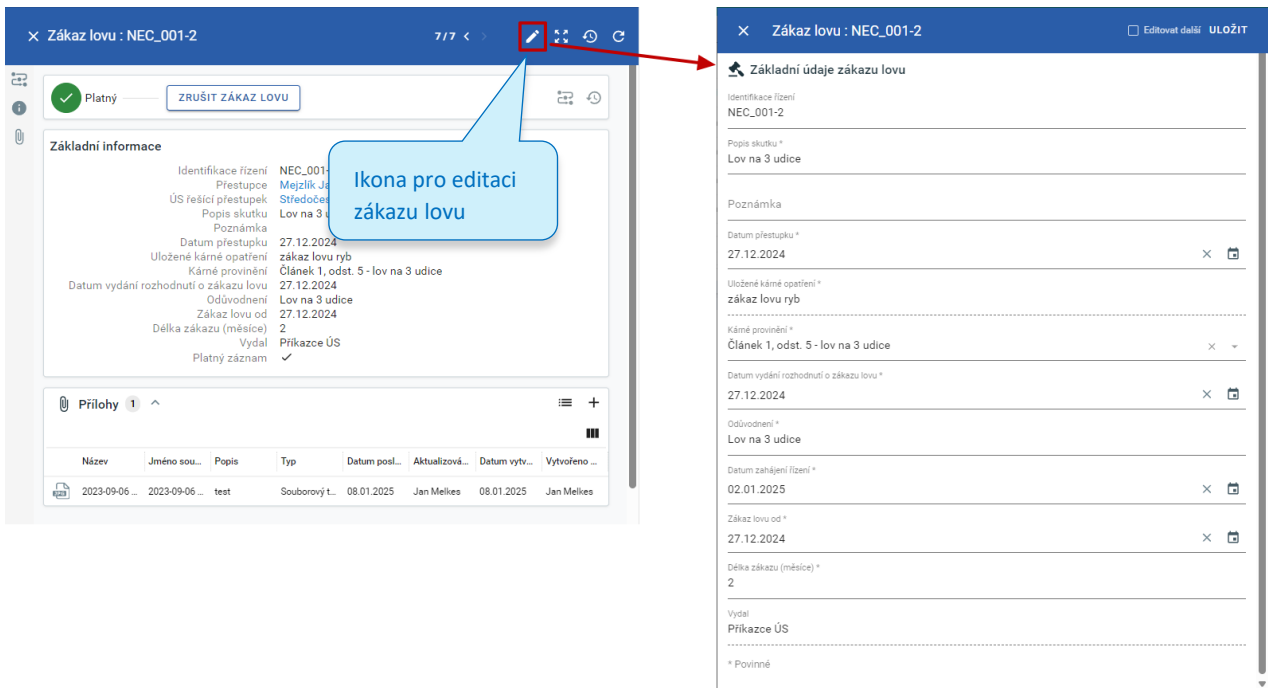 Zákaz lovu : NEC_001-2
7/7
Platný
ZRUŠIT ZÁKAZ LOVU
Základní informace
Identifikace řízení NEC_001-
Přestupce Mejzlík Ja
ÚS řešící přestupek Středočes
Popis skutku Lov na 3 u
Poznámka
Datum přestupku 27.12.2024
Uložené kárné opatření zákaz lovu ryb
Kárné provinění Článek 1, odst. 5 - lov na 3 udice
Datum vydání rozhodnutí o zákazu lovu 27.12.2024
Odůvodnení Lov na 3 udice
Zákaz lovu od 27.12.2024
Délka zákazu (měsíce) 2
Vydal Příkazce ÚS
Platný záznam
Ikona pro editaci
zákazu lovu
Přílohy 1
Název Jméno sou... Popis Typ Datum posl... Aktualizová... Datum vytv... Vytvořeno ...
2023-09-06 ... 2023-09-06 ... test Souborový t... 08.01.2025 Jan Melkes 08.01.2025 Jan Melkes
Zákaz lovu : NEC_001-2
Editovat další ULOŽIT
Základní údaje zákazu lovu
Identifikace řízení
NEC_001-2
Popis skutku *
Lov na 3 udice
Poznámka
Datum přestupku *
27.12.2024
Uložené kárné opatření *
zákaz lovu ryb
Kárné provinění *
Článek 1, odst. 5 - lov na 3 udice
Datum vydání rozhodnutí o zákazu lovu *
27.12.2024
Odůvodnení *
Lov na 3 udice
Datum zahájení řízení *
02.01.2025
Zákaz lovu od *
27.12.2024
Délka zákazu (měsíce) *
2
Vydal
Příkazce ÚS
* Povinné